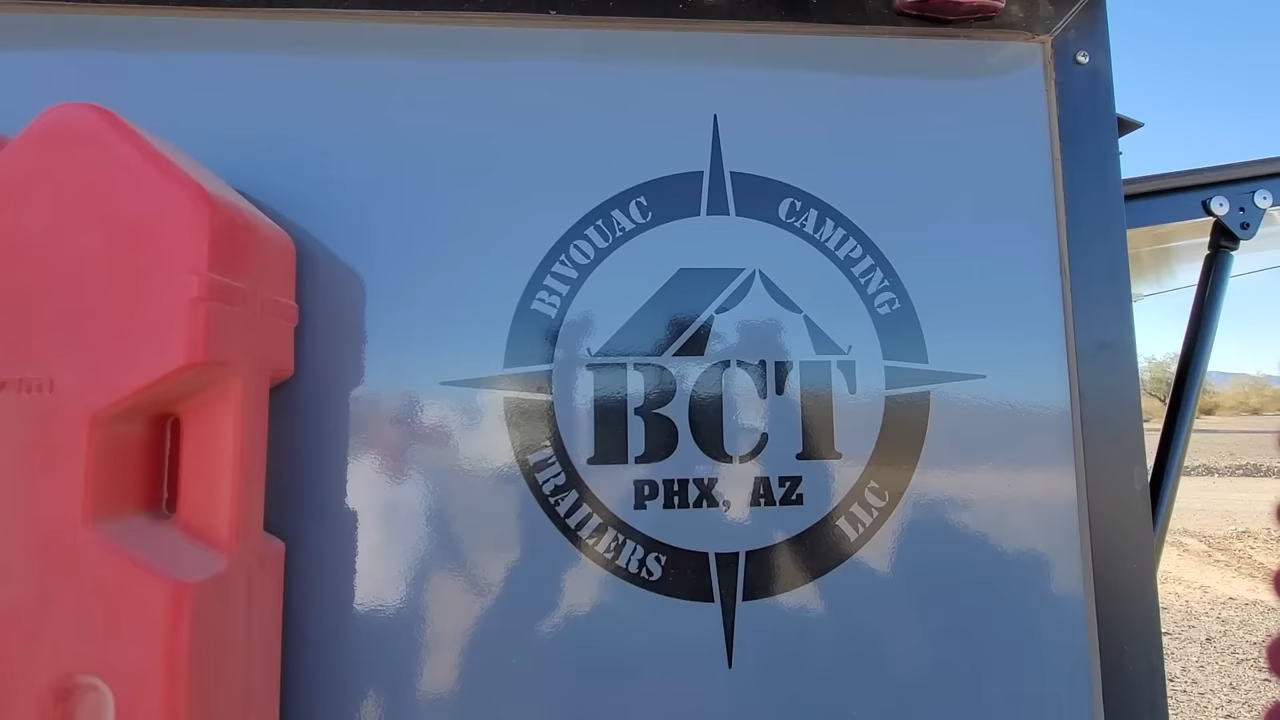 BIVOUAC
CAMPING
BCT
PHX, AZ
TRAILERS
LLC